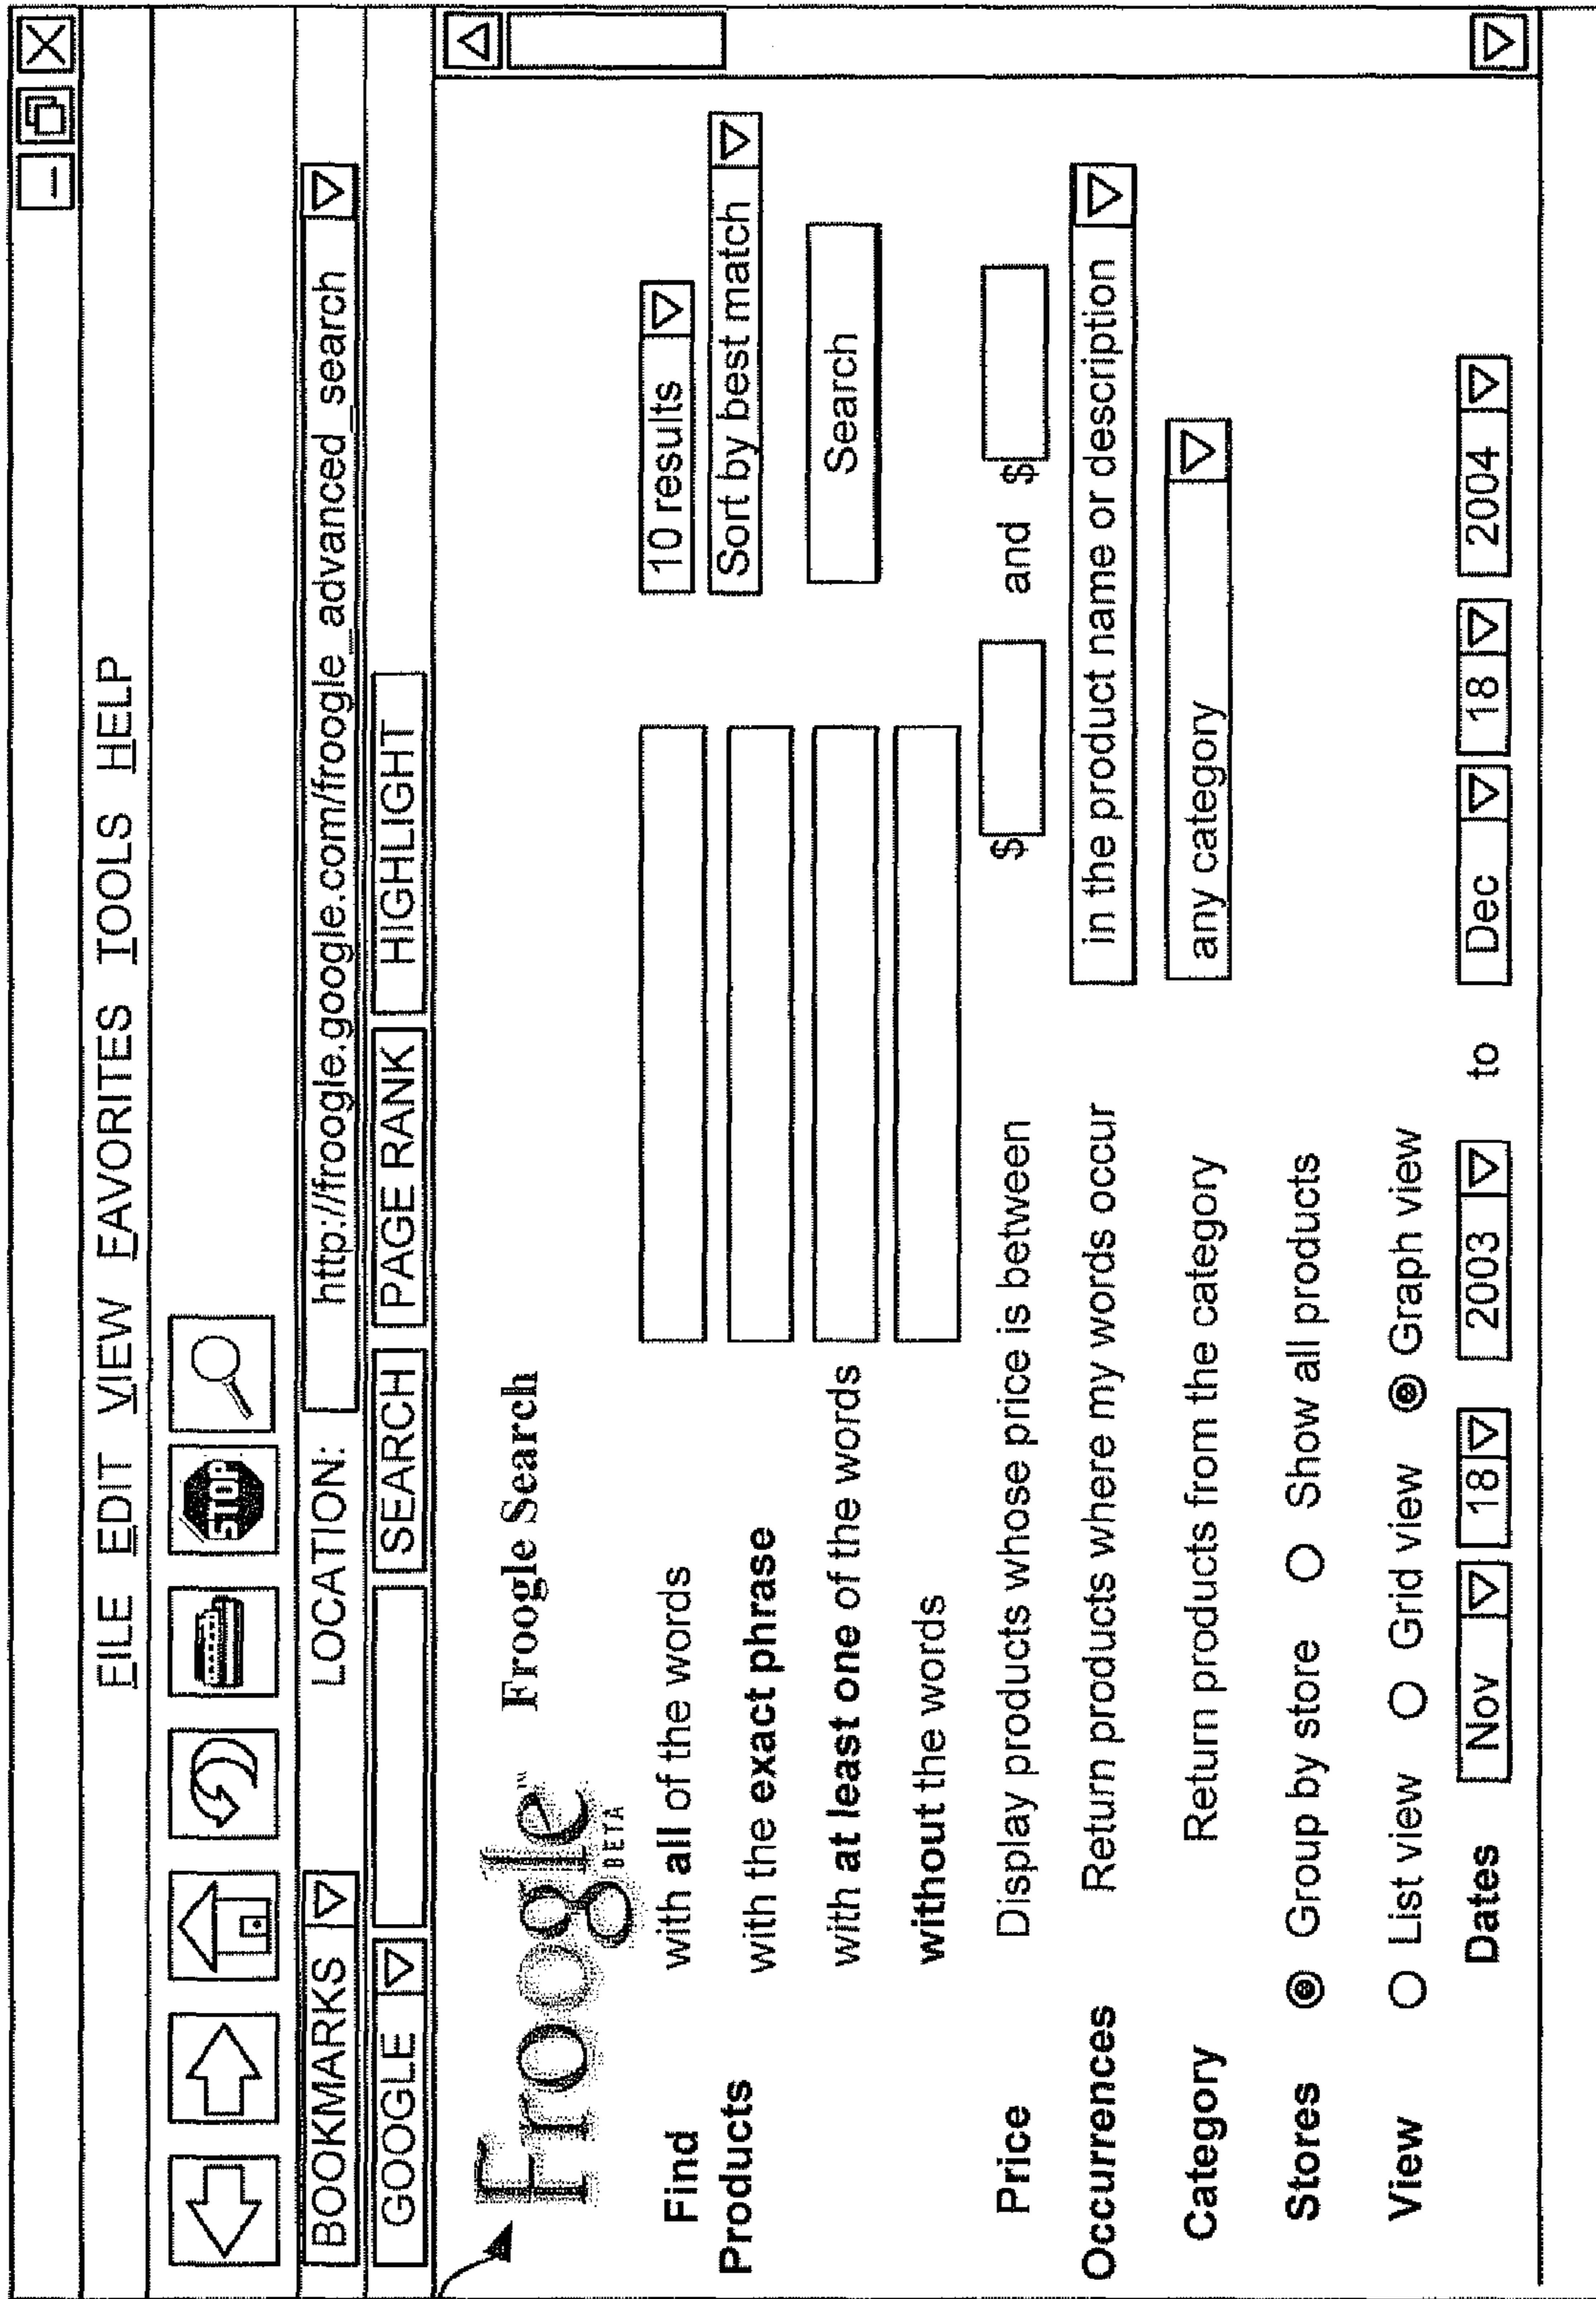 FILE EDIT VIEW FAVORITES TOOLS HELP
STOP
BOOKMARKS LOCATION: http://froogle.google.com/froogle_advanced_search
GOOGLE SEARCH PAGE RANK HIGHLIGHT
Froogle™ BETA Froogle Search
Find Products with all of the words 10 results
with the exact phrase Sort by best match
with at least one of the words Search
without the words
Price Display products whose price is between $ and $
Occurrences Return products where my words occur in the product name or description
Category Return products from the category any category
Stores Group by store Show all products
View List view Grid view Graph view
Dates Nov 18 2003 to Dec 18 2004